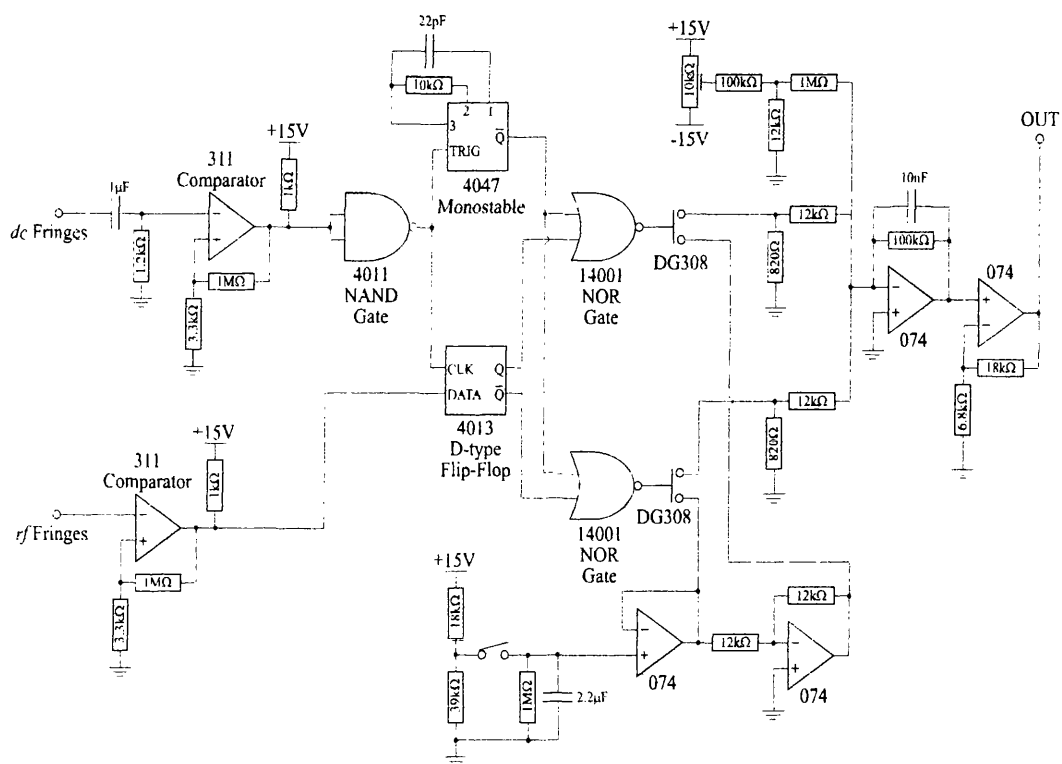 22pF
10kΩ
2 1
3 Q̅
TRIG
4047
Monostable
+15V
10kΩ
-15V
100kΩ
1MΩ
12kΩ
OUT
+15V
1kΩ
311
Comparator
1μF
dc Fringes
1.2kΩ
-
+
1MΩ
3.3kΩ
4011
NAND
Gate
14001
NOR
Gate
DG308
12kΩ
820Ω
10nF
100kΩ
-
+
074
074
+
-
18kΩ
6.8kΩ
CLK Q
DATA Q̅
4013
D-type
Flip-Flop
12kΩ
820Ω
+15V
1kΩ
311
Comparator
rf Fringes
-
+
1MΩ
3.3kΩ
14001
NOR
Gate
DG308
+15V
18kΩ
39kΩ
1MΩ
2.2μF
-
+
074
12kΩ
12kΩ
-
+
074